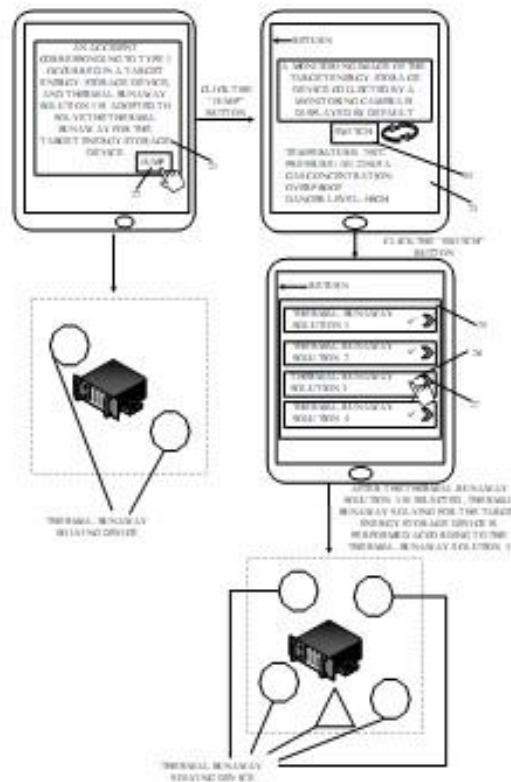 AN ACCIDENT
CORRESPONDING TO TYPE 1
OCCURRED IN A TARGET
ENERGY STORAGE DEVICE,
AND THERMAL RUNAWAY
SOLUTION 1 IS ADOPTED TO
SOLVE THE THERMAL
RUNAWAY FOR THE
TARGET ENERGY STORAGE
DEVICE
JUMP
CLICK THE
"JUMP"
BUTTON
RETURN
A MONITORING IMAGE OF THE
TARGET ENERGY STORAGE
DEVICE COLLECTED BY A
MONITORING CAMERA IS
DISPLAYED BY DEFAULT
SWITCH
TEMPERATURE:
PRESSURE:
GAS CONCENTRATION:
OVERPROOF
DANGER LEVEL: HIGH
CLICK THE "SWITCH"
BUTTON
RETURN
THERMAL RUNAWAY
SOLUTION 1
THERMAL RUNAWAY
SOLUTION 2
THERMAL RUNAWAY
SOLUTION 3
THERMAL RUNAWAY
SOLUTION 4
THERMAL RUNAWAY
SOLVING DEVICE
AFTER THE THERMAL RUNAWAY
SOLUTION 3 IS SELECTED, THERMAL
RUNAWAY SOLVING FOR THE TARGET
ENERGY STORAGE DEVICE IS
PERFORMED ACCORDING TO THE
THERMAL RUNAWAY SOLUTION 3
THERMAL RUNAWAY
SOLVING DEVICE